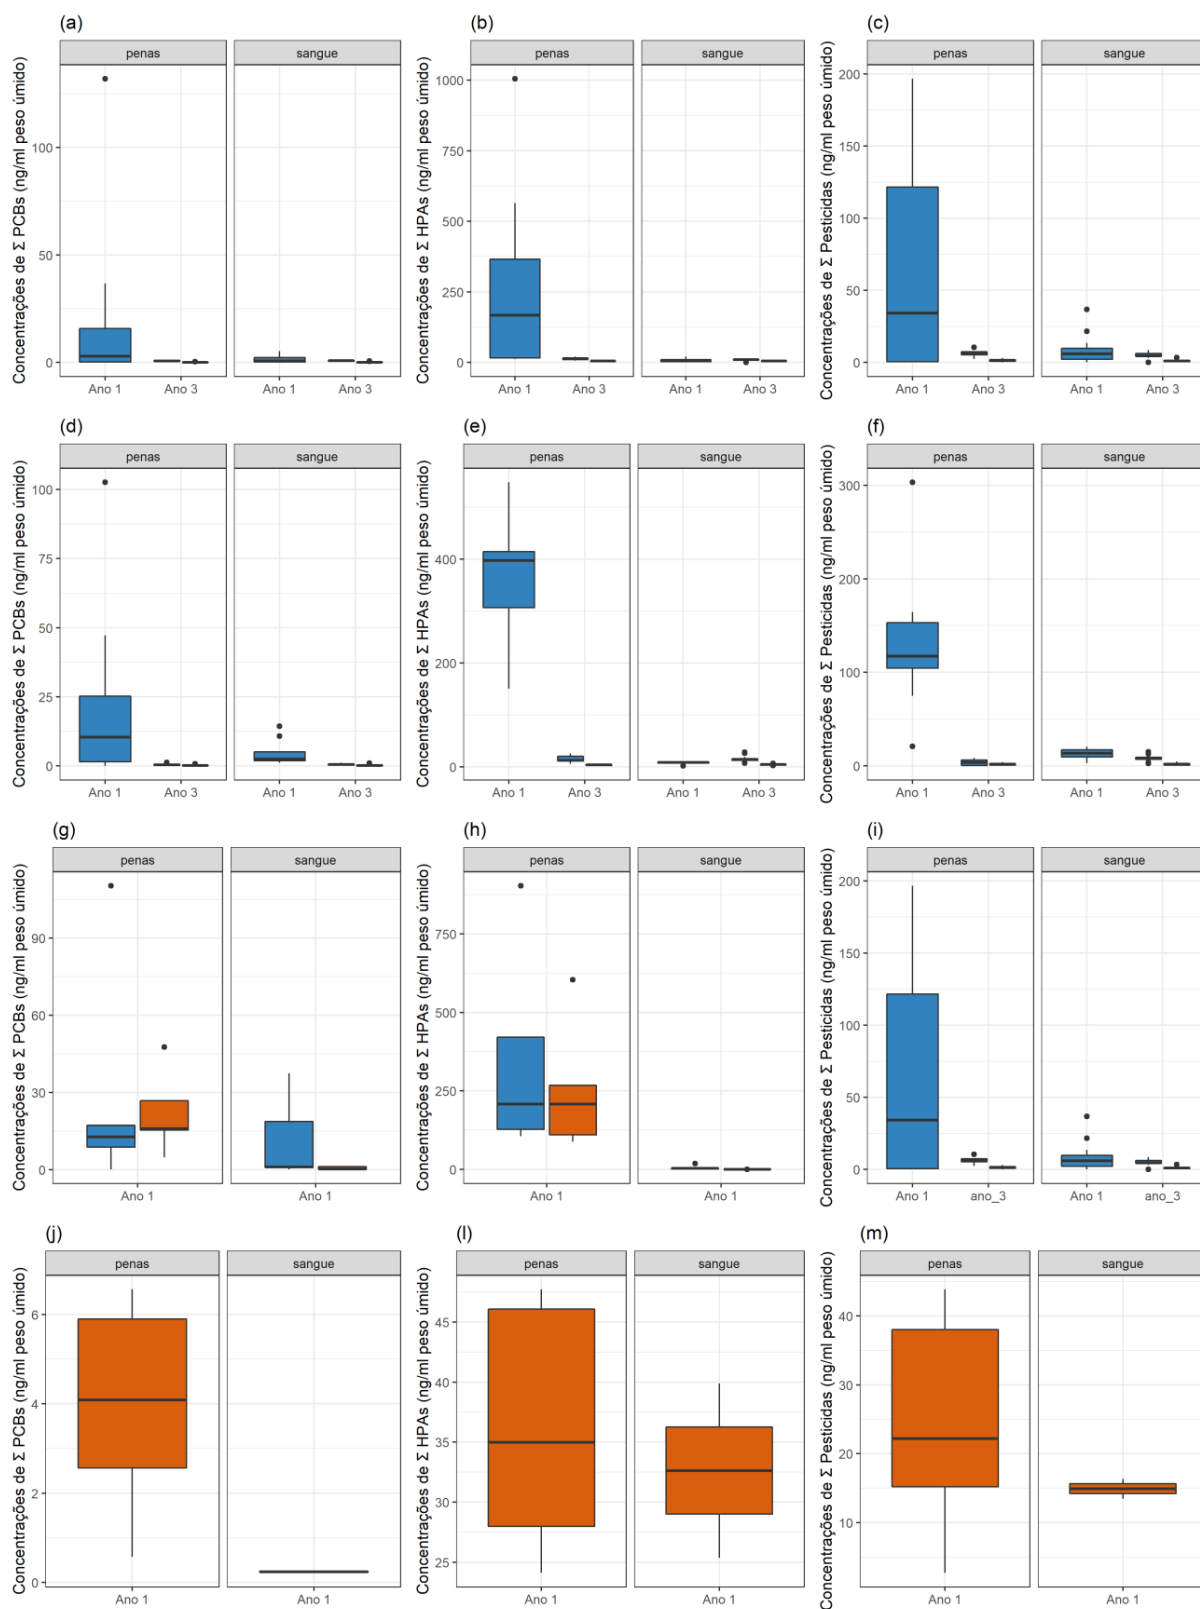 (a)
(b)
(c)
Concentrações de Σ PCBs (ng/ml peso úmido)
penas
sangue
100
50
0
Ano 1
Ano 3
Ano 1
Ano 3
Concentrações de Σ HPAs (ng/ml peso úmido)
penas
sangue
1000
750
500
250
0
Ano 1
Ano 3
Ano 1
Ano 3
Concentrações de Σ Pesticidas (ng/ml peso úmido)
penas
sangue
200
150
100
50
0
Ano 1
Ano 3
Ano 1
Ano 3
(d)
(e)
(f)
Concentrações de Σ PCBs (ng/ml peso úmido)
penas
sangue
100
75
50
25
0
Ano 1
Ano 3
Ano 1
Ano 3
Concentrações de Σ HPAs (ng/ml peso úmido)
penas
sangue
400
200
0
Ano 1
Ano 3
Ano 1
Ano 3
Concentrações de Σ Pesticidas (ng/ml peso úmido)
penas
sangue
300
200
100
0
Ano 1
Ano 3
Ano 1
Ano 3
(g)
(h)
(i)
Concentrações de Σ PCBs (ng/ml peso úmido)
penas
sangue
90
60
30
0
Ano 1
Ano 1
Concentrações de Σ HPAs (ng/ml peso úmido)
penas
sangue
750
500
250
0
Ano 1
Ano 1
Concentrações de Σ Pesticidas (ng/ml peso úmido)
penas
sangue
200
150
100
50
0
Ano 1
ano_3
Ano 1
ano_3
(j)
(l)
(m)
Concentrações de Σ PCBs (ng/ml peso úmido)
penas
sangue
6
4
2
0
Ano 1
Ano 1
Concentrações de Σ HPAs (ng/ml peso úmido)
penas
sangue
45
40
35
30
25
Ano 1
Ano 1
Concentrações de Σ Pesticidas (ng/ml peso úmido)
penas
sangue
40
30
20
10
Ano 1
Ano 1